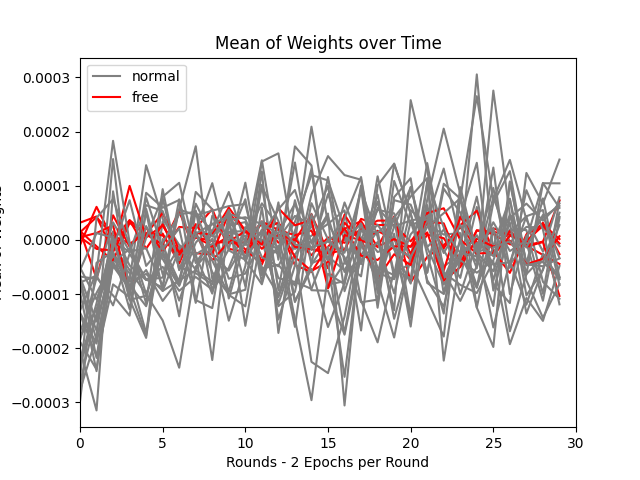 Mean of Weights over Time
normal
free
0.0003
0.0002
0.0001
0.0000
−0.0001
−0.0002
−0.0003
0 5 10 15 20 25 30
Rounds - 2 Epochs per Round